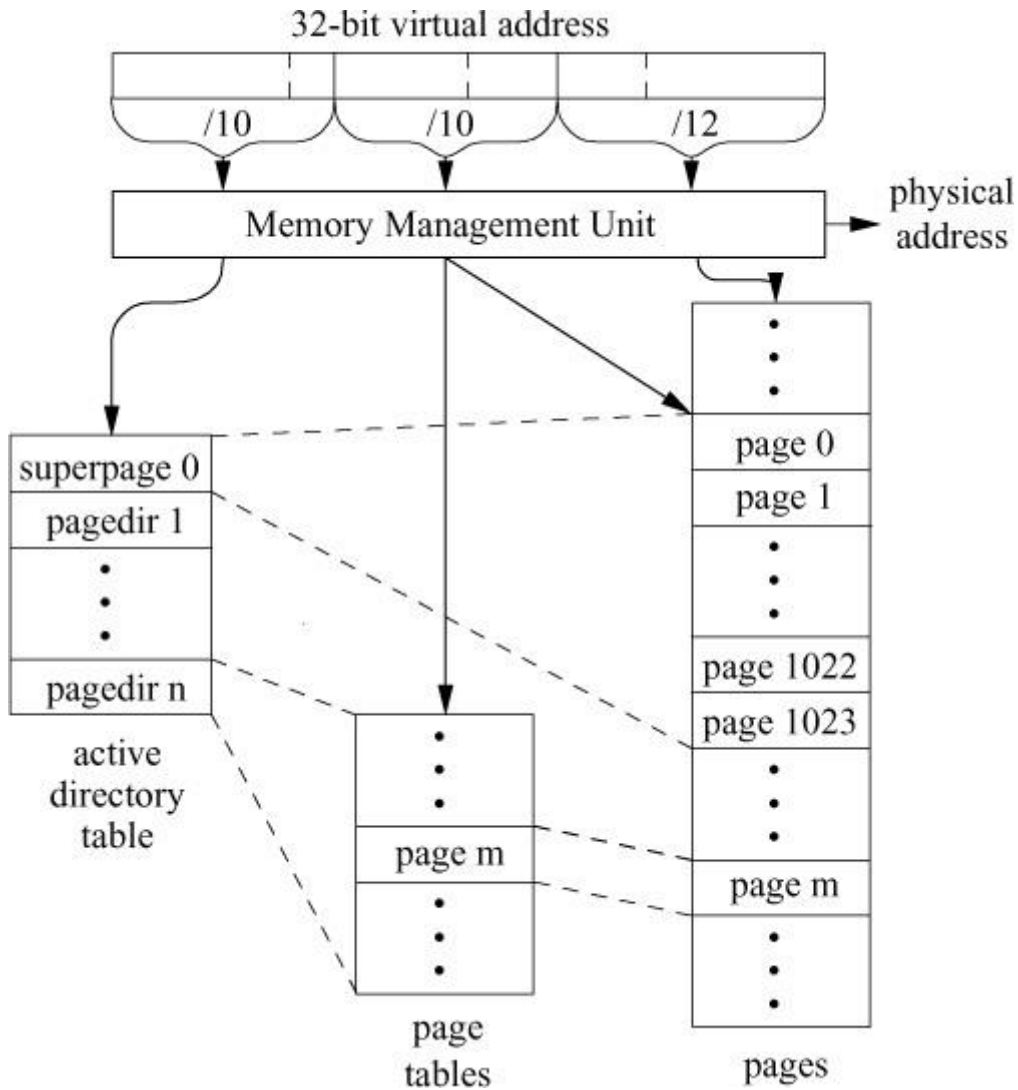 32-bit virtual address
/10
/10
/12
Memory Management Unit
physical
address
superpage 0
pagedir 1
pagedir n
active
directory
table
page m
page
tables
page 0
page 1
page 1022
page 1023
page m
pages